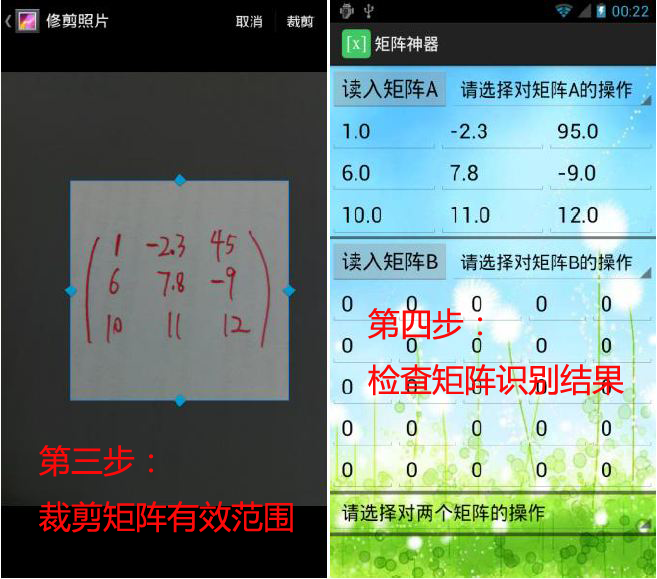 修剪照片 取消 裁剪
1 -2.3 45
6 7.8 -9
10 11 12
第三步：
裁剪矩阵有效范围
00:22
[x] 矩阵神器
读入矩阵A 请选择对矩阵A的操作
1.0 -2.3 95.0
6.0 7.8 -9.0
10.0 11.0 12.0
读入矩阵B 请选择对矩阵B的操作
0 0 0 0 0
0 0 0 0 0
0 0 0 0 0
0 0 0 0 0
0 0 0 0 0
第四步：
检查矩阵识别结果
请选择对两个矩阵的操作